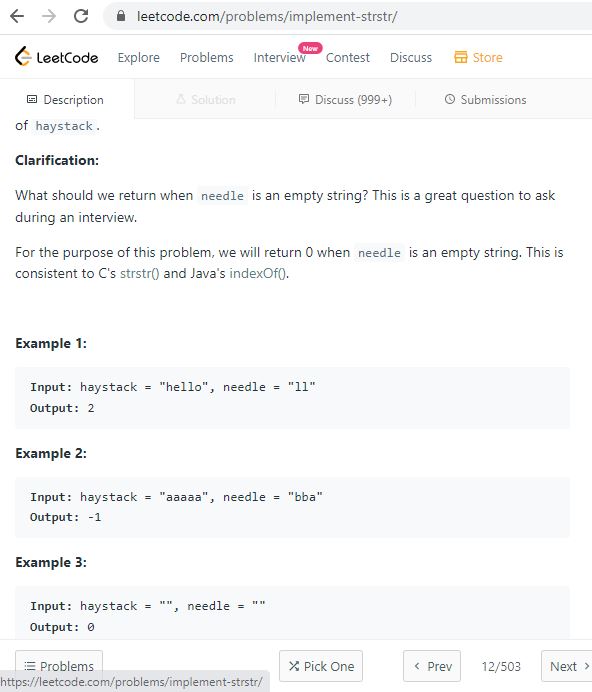 leetcode.com/problems/implement-strstr/
LeetCode Explore Problems Interview New Contest Discuss Store
Description Solution Discuss (999+) Submissions
of haystack.
Clarification:
What should we return when needle is an empty string? This is a great question to ask
during an interview.
For the purpose of this problem, we will return 0 when needle is an empty string. This is
consistent to C's strstr() and Java's indexOf().
Example 1:
Input: haystack = "hello", needle = "ll"
Output: 2
Example 2:
Input: haystack = "aaaaa", needle = "bba"
Output: -1
Example 3:
Input: haystack = "", needle = ""
Output: 0
Problems Pick One < Prev 12/503 Next >
https://leetcode.com/problems/implement-strstr/